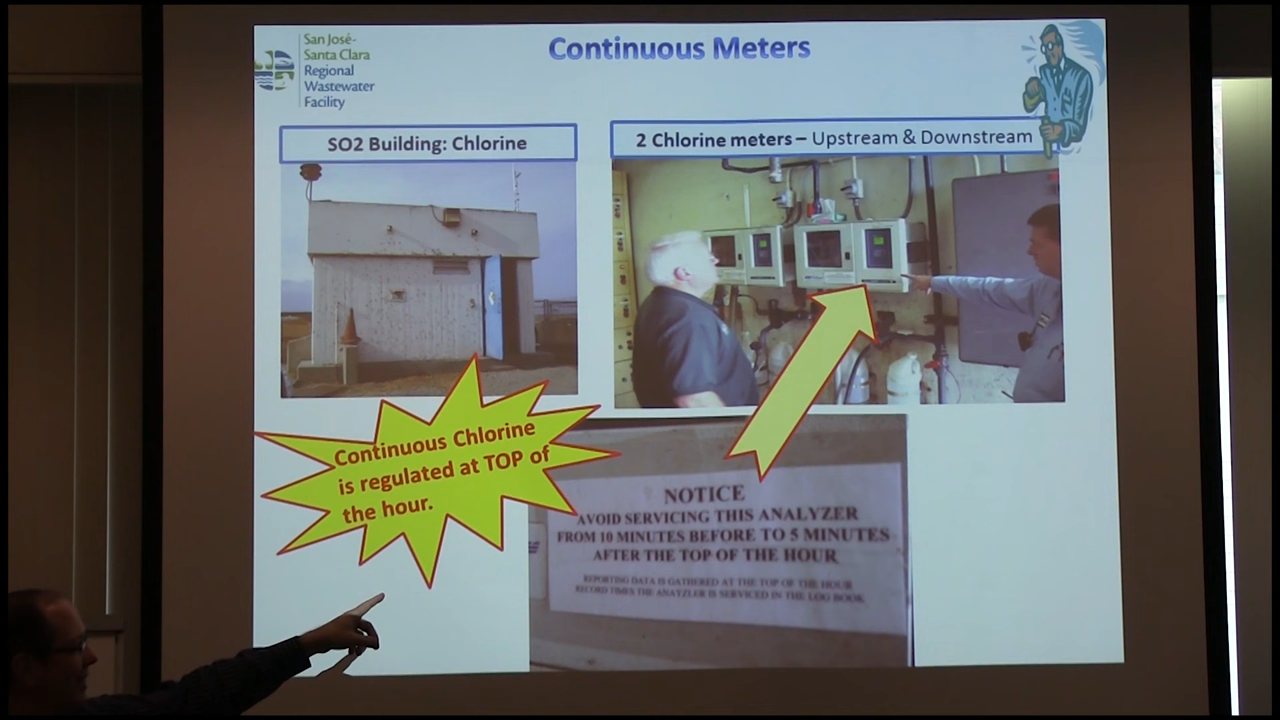 San José-
Santa Clara
Regional
Wastewater
Facility
Continuous Meters
SO2 Building: Chlorine
2 Chlorine meters – Upstream & Downstream
Continuous Chlorine
is regulated at TOP of
the hour.
NOTICE
AVOID SERVICING THIS ANALYZER
FROM 10 MINUTES BEFORE TO 5 MINUTES
AFTER THE TOP OF THE HOUR
REPORTING DATA IS GATHERED AT THE TOP OF THE HOUR
RECORD TIMES THE ANAYZLER IS SERVICED IN THE LOG BOOK